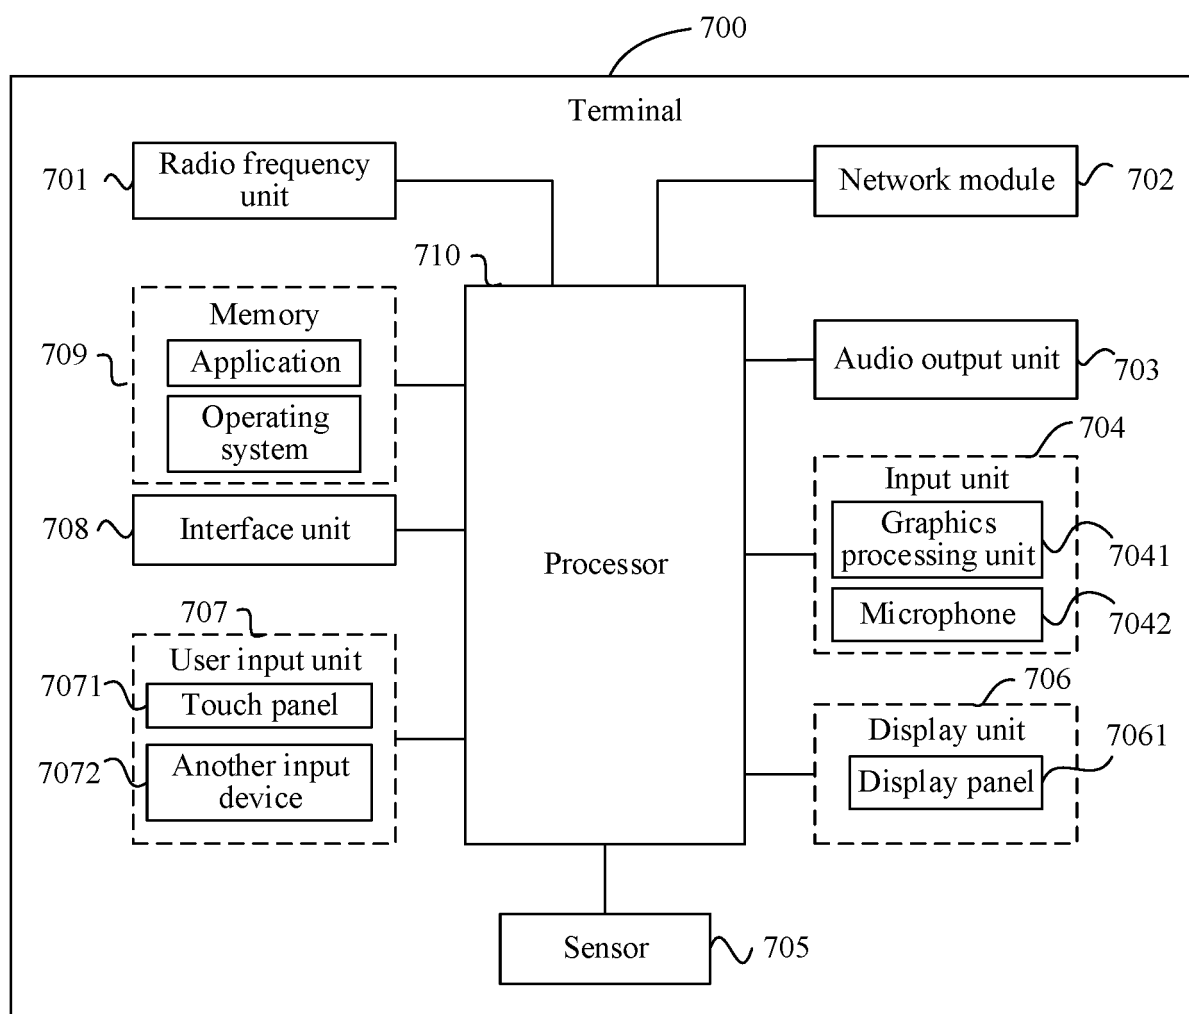 700
Terminal
701
Radio frequency
unit
Network module
702
710
Memory
709
Application
Operating
system
Audio output unit
703
704
Input unit
Graphics
processing unit
7041
Microphone
7042
708
Interface unit
Processor
707
User input unit
7071
Touch panel
7072
Another input
device
706
Display unit
7061
Display panel
Sensor
705